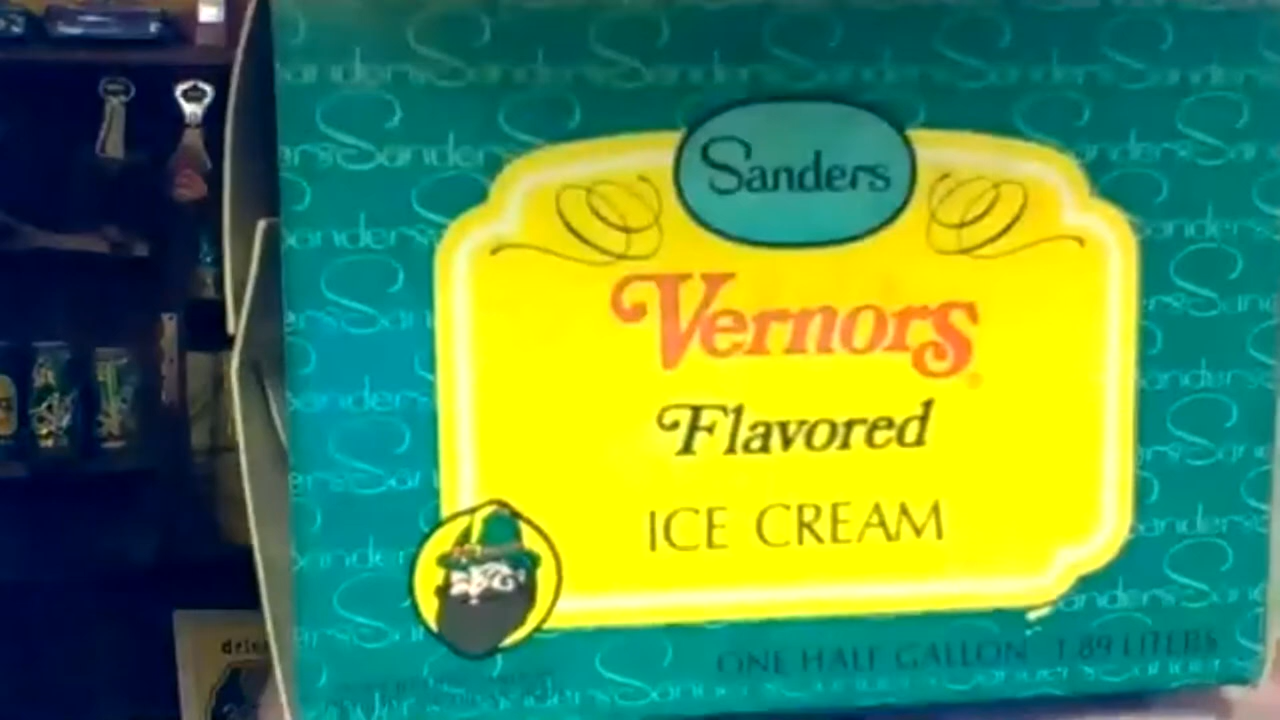 Sanders
Vernors
Flavored
ICE CREAM
ONE HALF GALLON 1.89 LITERS